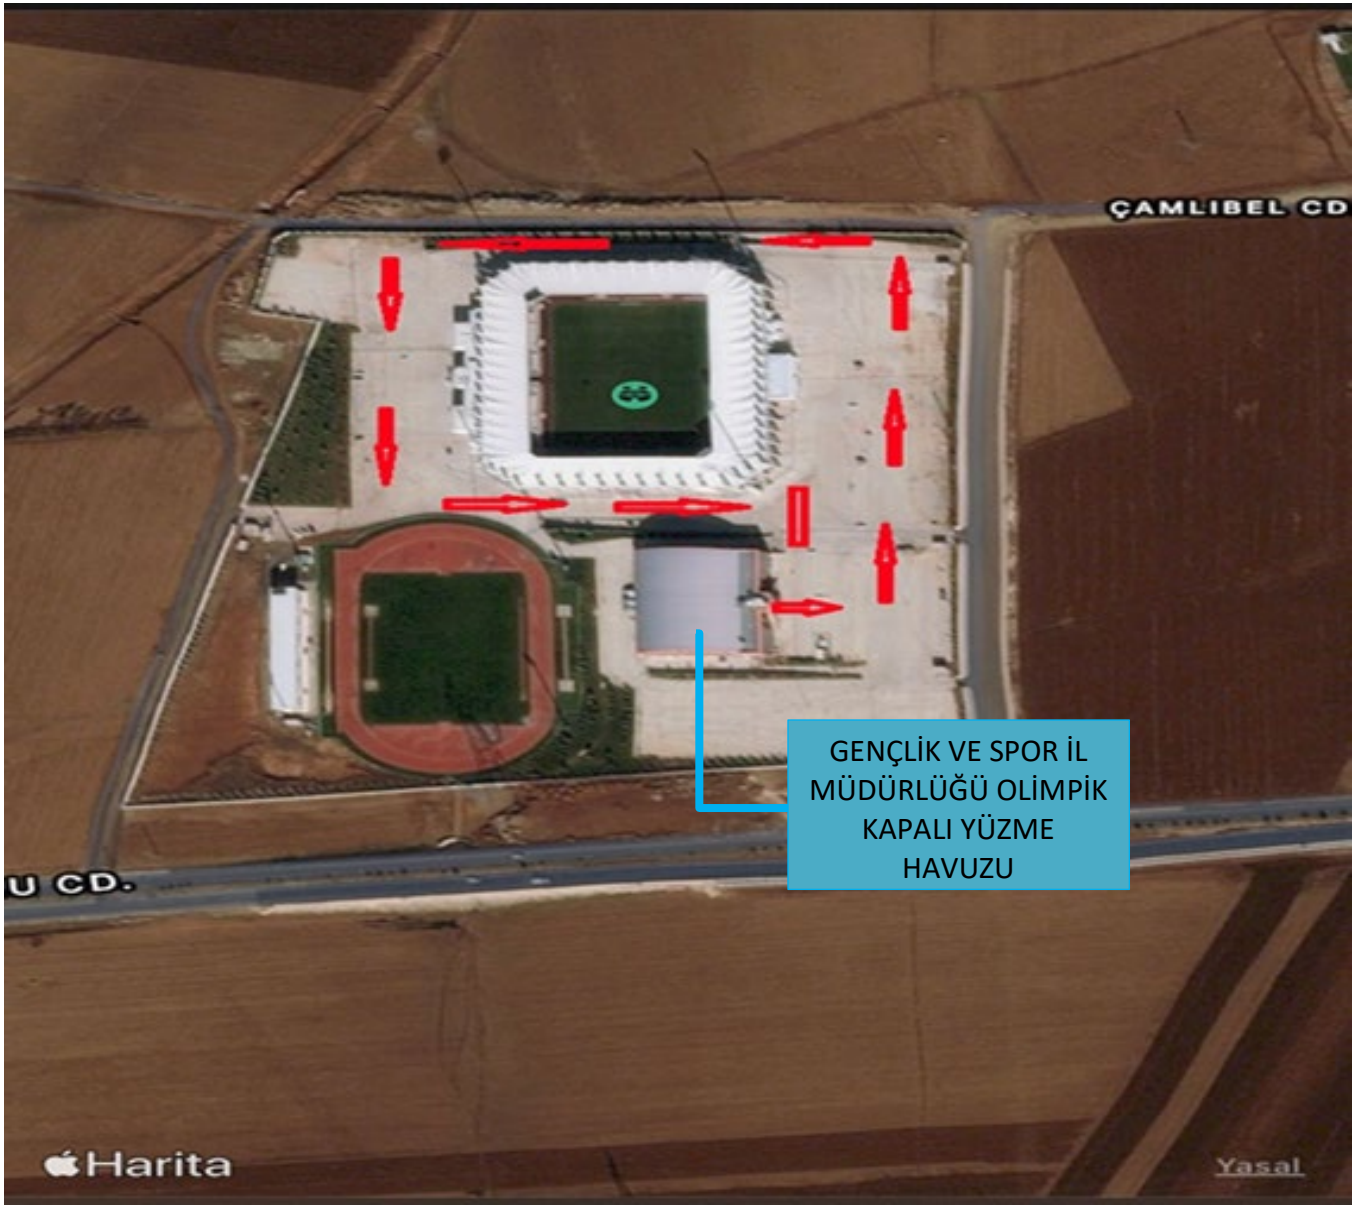 ÇAMLIBEL CD
GENÇLİK VE SPOR İL
MÜDÜRLÜĞÜ OLİMPİK
KAPALI YÜZME
HAVUZU
U CD.
Harita
Yasal